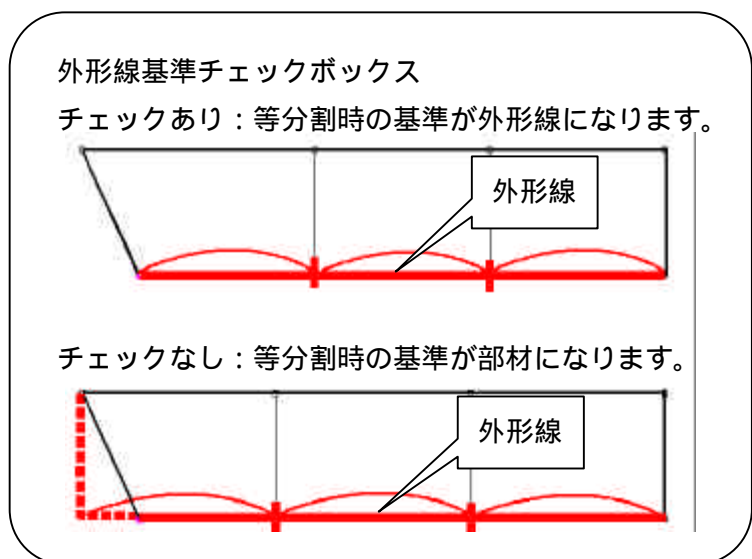 外形線基準チェックボックス
チェックあり：等分割時の基準が外形線になります。
外形線
チェックなし：等分割時の基準が部材になります。
外形線